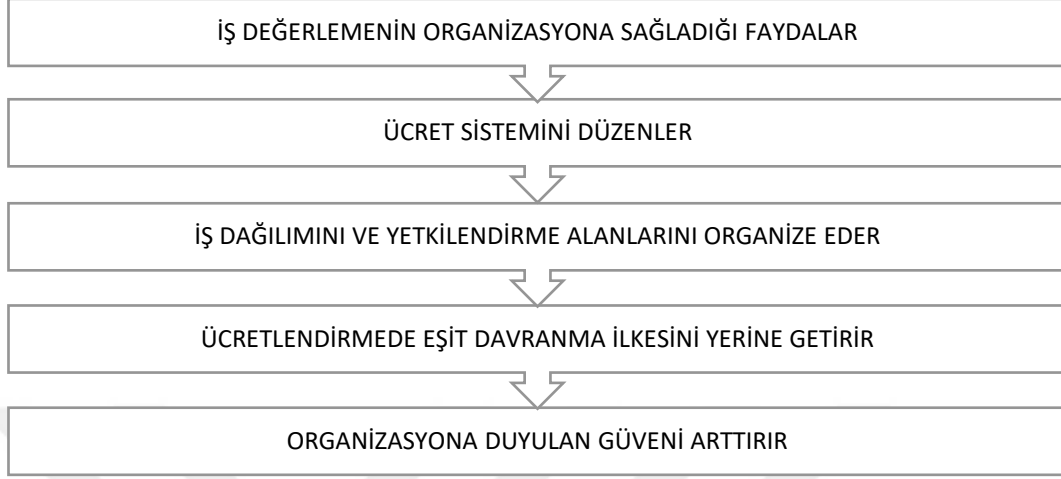 İŞ DEĞERLEMENİN ORGANİZASYONA SAĞLADIĞI FAYDALAR
ÜCRET SİSTEMİNİ DÜZENLER
İŞ DAĞILIMINI VE YETKİLENDİRME ALANLARINI ORGANİZE EDER
ÜCRETLENDİRMEDE EŞİT DAVRANMA İLKESİNİ YERİNE GETİRİR
ORGANİZASYONA DUYULAN GÜVENİ ARTTIRIR